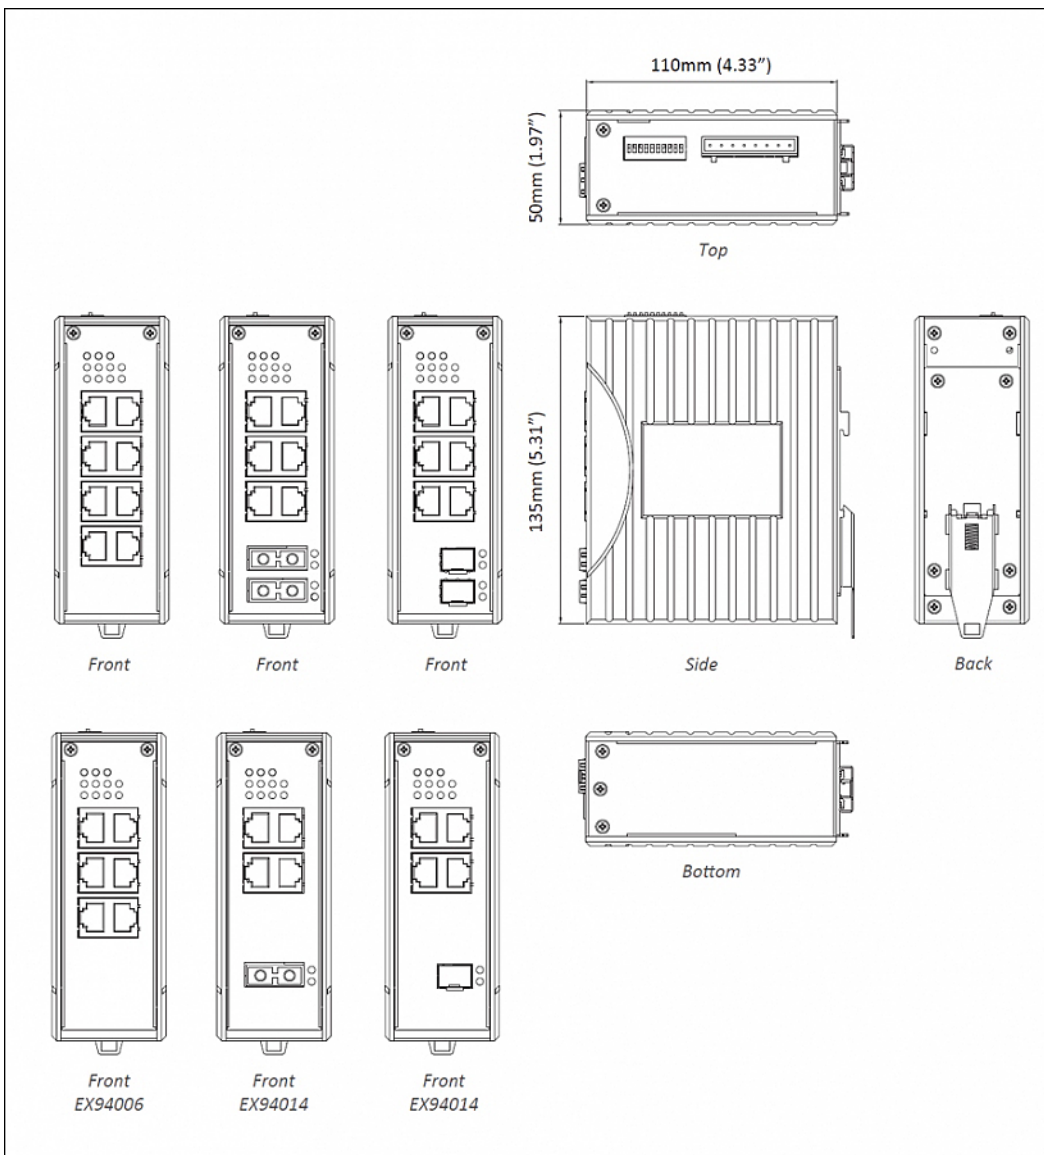 110mm (4.33”)
50mm (1.97”)
Top
135mm (5.31”)
Front
Front
Front
Side
Back
Bottom
Front
EX94006
Front
EX94014
Front
EX94014